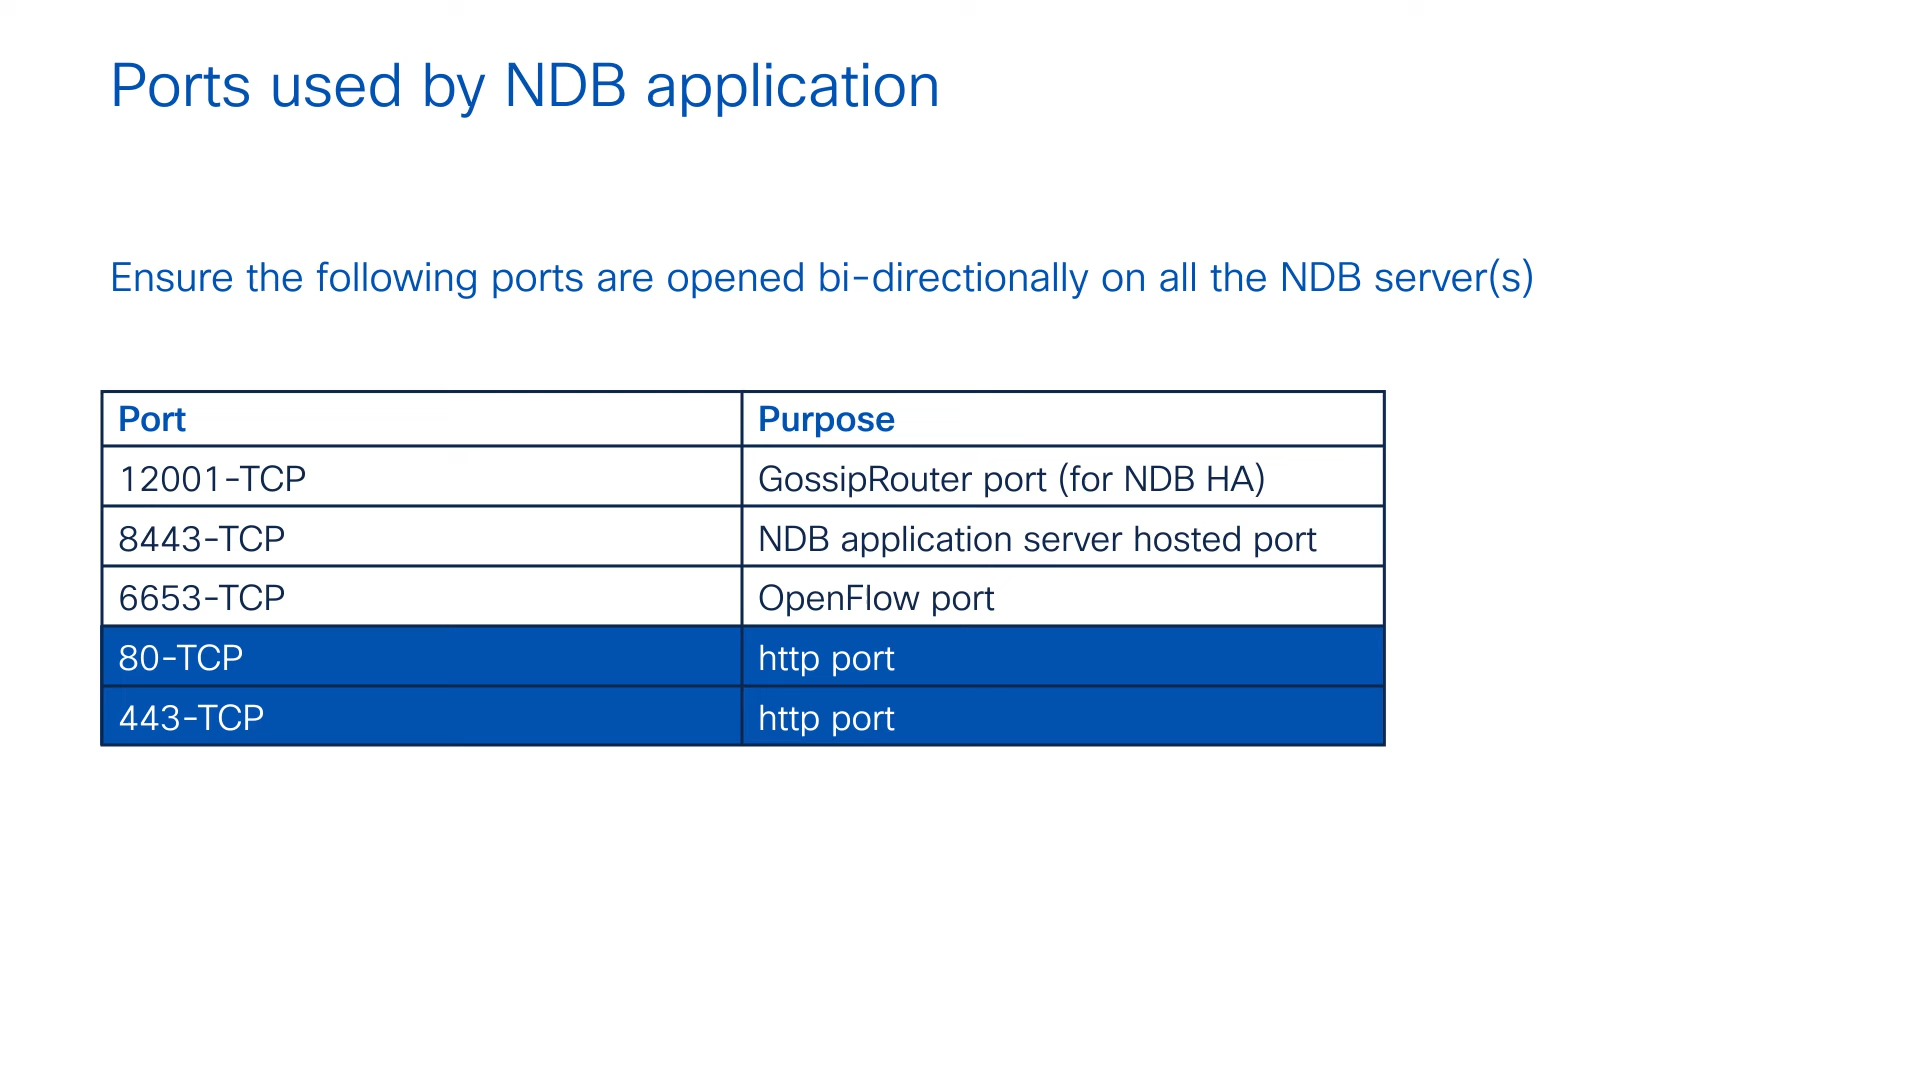 Ports used by NDB application
Ensure the following ports are opened bi-directionally on all the NDB server(s)
Port Purpose
12001-TCP GossipRouter port (for NDB HA)
8443-TCP NDB application server hosted port
6653-TCP OpenFlow port
80-TCP http port
443-TCP http port